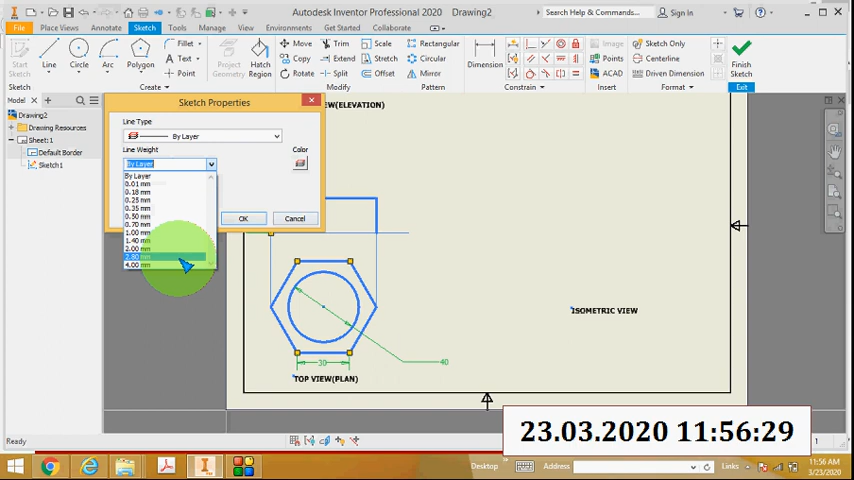 Autodesk Inventor Professional 2020 Drawing2
Search Help & Commands...
Sign In
File Place Views Annotate Sketch Tools Manage View Environments Get Started Collaborate
Start Sketch
Line
Circle
Arc
Polygon
Fillet
Text
Point
Project Geometry
Hatch Region
Move
Copy
Rotate
Trim
Split
Scale
Stretch
Offset
Rectangular
Circular
Mirror
Dimension
Image
Points
ACAD
Sketch Only
Centerline
Driven Dimension
Finish Sketch
Sketch Create Modify Pattern Constrain Insert Format Exit
Model
Drawing2
Drawing Resources
Sheet:1
Default Border
Sketch1
Sketch Properties
Line Type
By Layer
Line Weight
Color
By Layer
By Layer
0.01 mm
0.18 mm
0.25 mm
0.35 mm
0.50 mm
0.70 mm
1.00 mm
1.40 mm
2.00 mm
2.80 mm
4.00 mm
OK Cancel
VIEW(ELEVATION)
ISOMETRIC VIEW
40
30
TOP VIEW(PLAN)
23.03.2020 11:56:29
Ready
1
Desktop
Address
Links
11:56 AM
3/23/2020